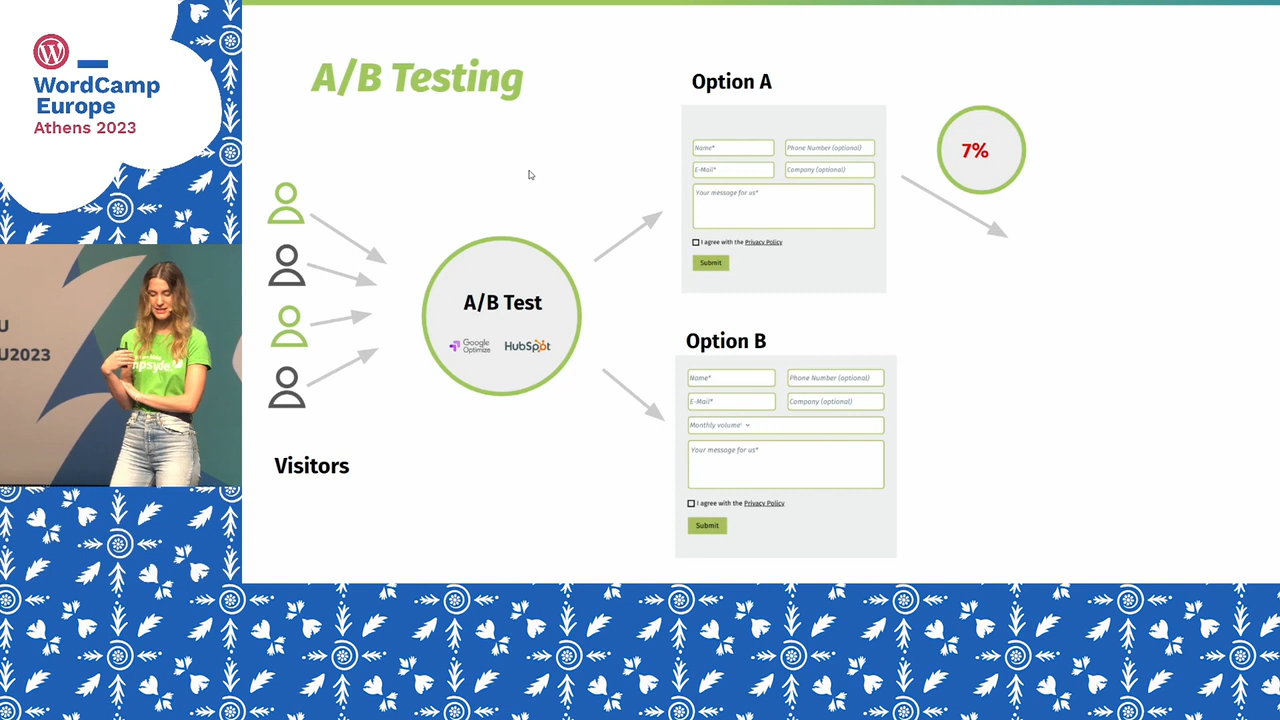 WordCamp
Europe
Athens 2023
U
U2023
A/B Testing
Visitors
A/B Test
Google
Optimize
HubSpot
Option A
Name*
Phone Number (optional)
E-Mail*
Company (optional)
Your message for us*
I agree with the Privacy Policy
Submit
7%
Option B
Name*
Phone Number (optional)
E-Mail*
Company (optional)
Monthly volume*
Your message for us*
I agree with the Privacy Policy
Submit